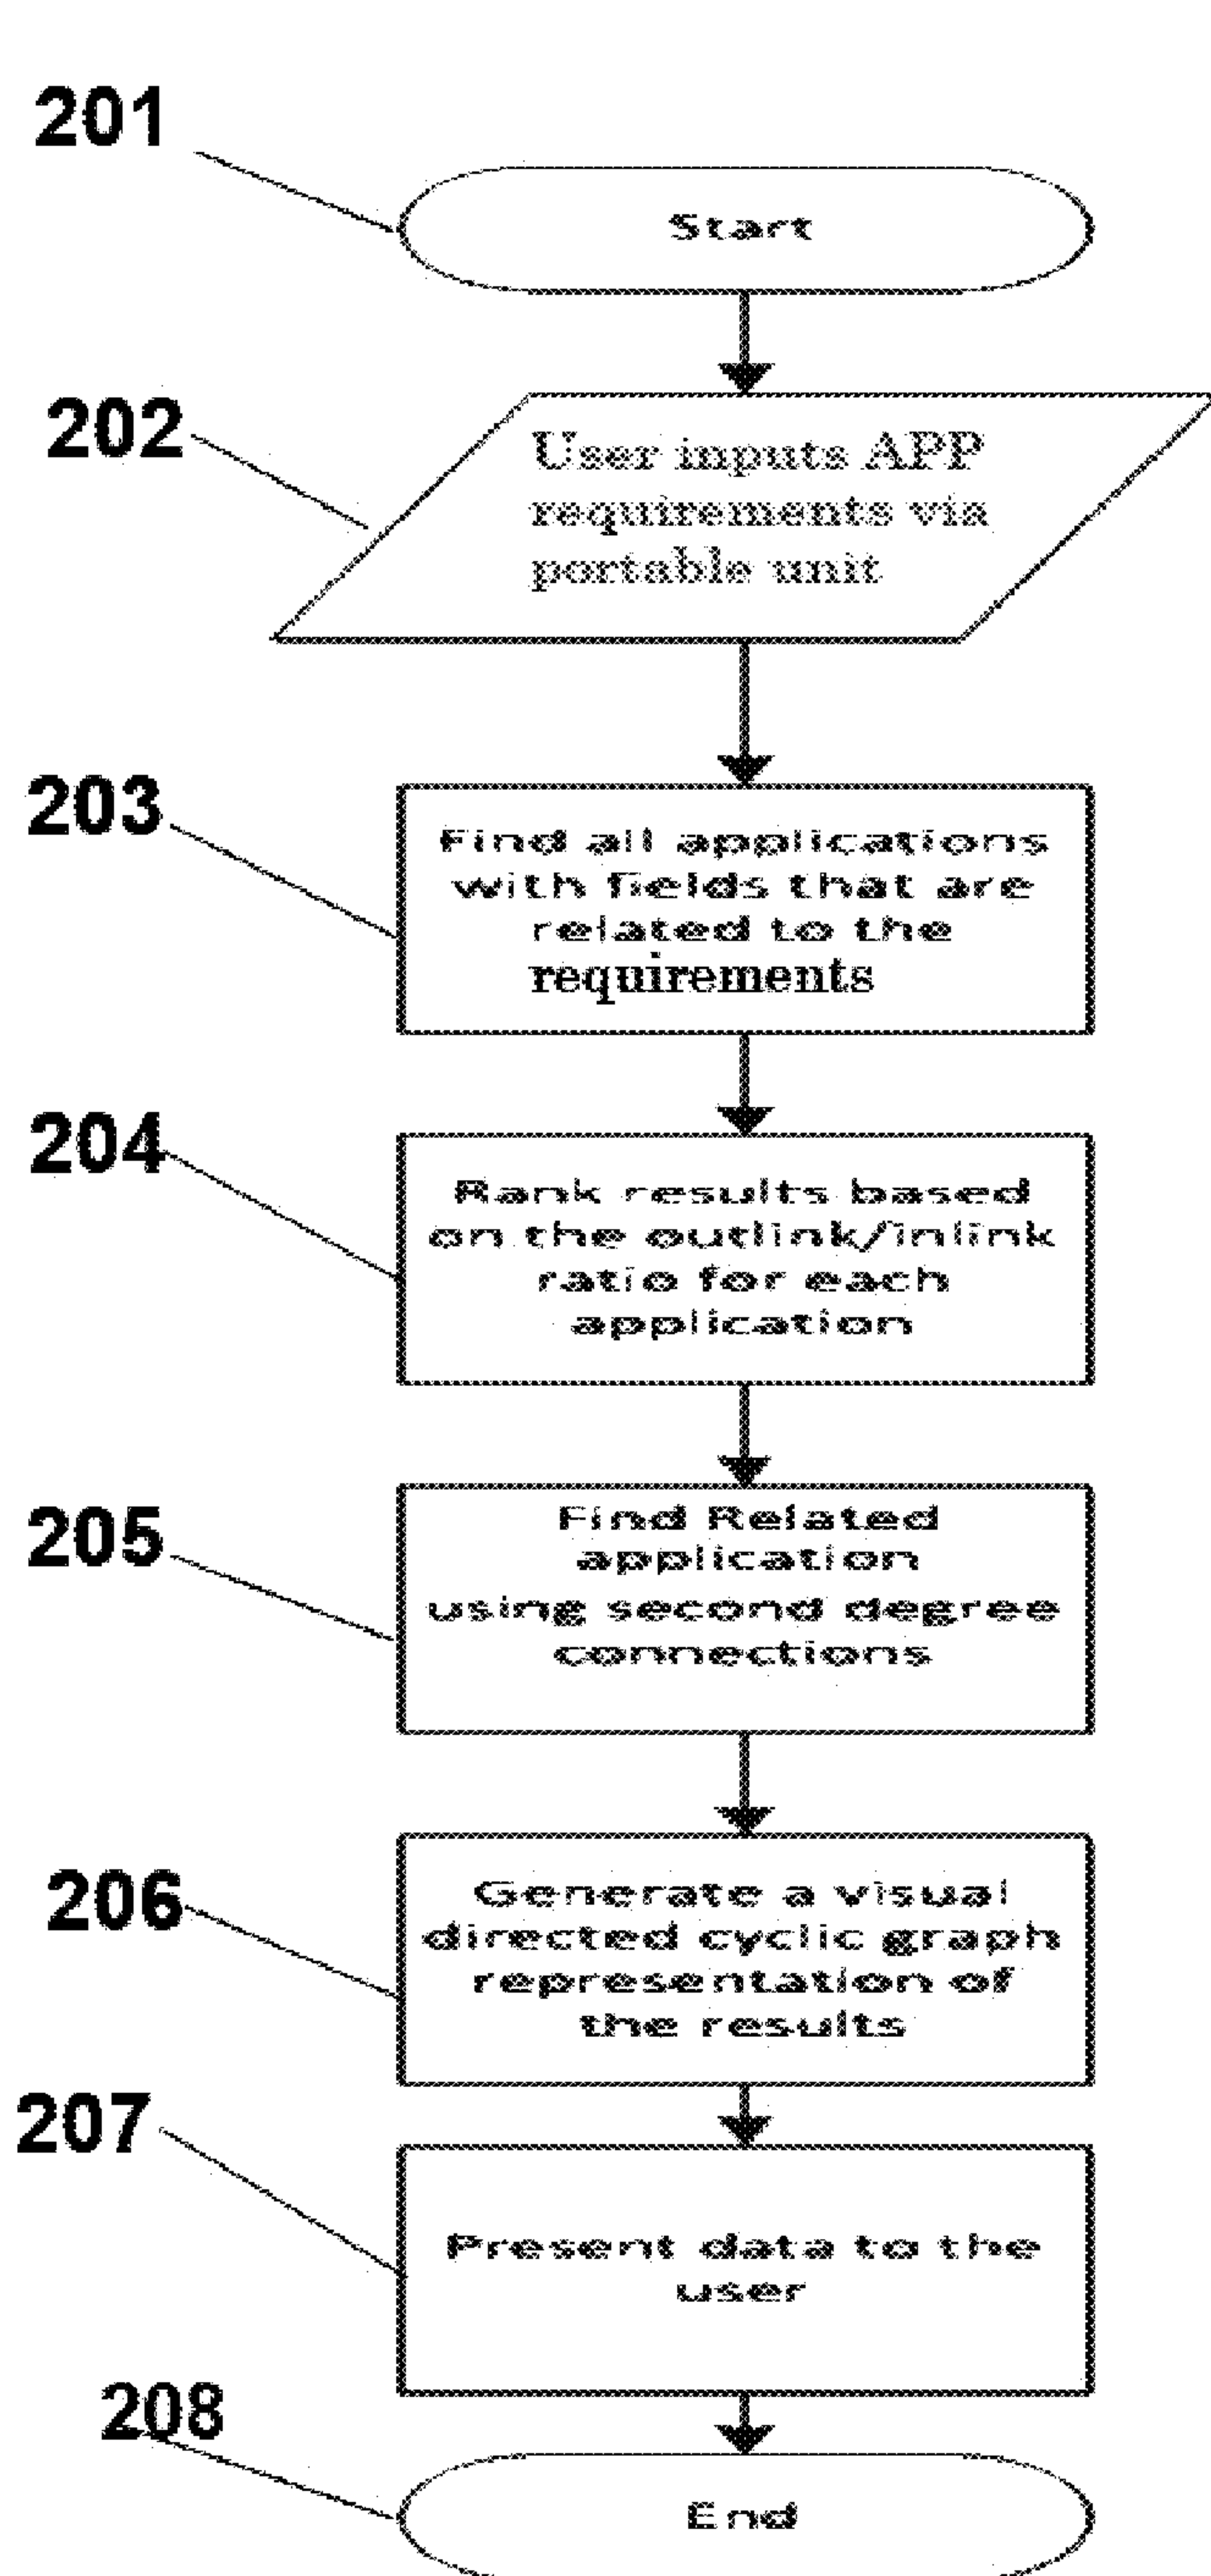 201
Start
202
User inputs APP
requirements via
portable unit
203
Find all applications
with fields that are
related to the
requirements
204
Rank results based
on the outlink/inlink
ratio for each
application
205
Find Related
application
using second degree
connections
206
Generate a visual
directed cyclic graph
representation of
the results
207
Present data to the
user
208
End